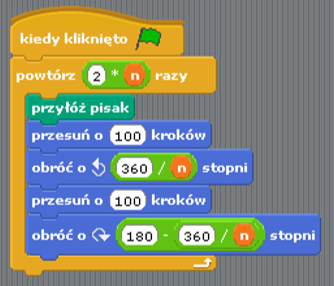 kiedy kliknięto
powtórz 2 * n razy
przyłóż pisak
przesuń o 100 kroków
obróć o 360 / n stopni
przesuń o 100 kroków
obróć o 180 - 360 / n stopni